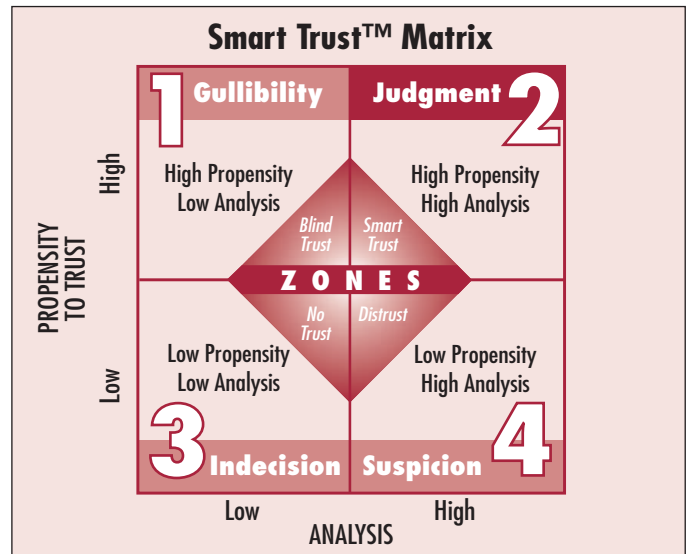 Smart Trust™ Matrix
1 Gullibility
Judgment 2
High Propensity
Low Analysis
High Propensity
High Analysis
Blind
Trust
Smart
Trust
ZONES
No
Trust
Distrust
Low Propensity
Low Analysis
Low Propensity
High Analysis
3 Indecision
Suspicion 4
PROPENSITY
TO TRUST
High
Low
Low
High
ANALYSIS